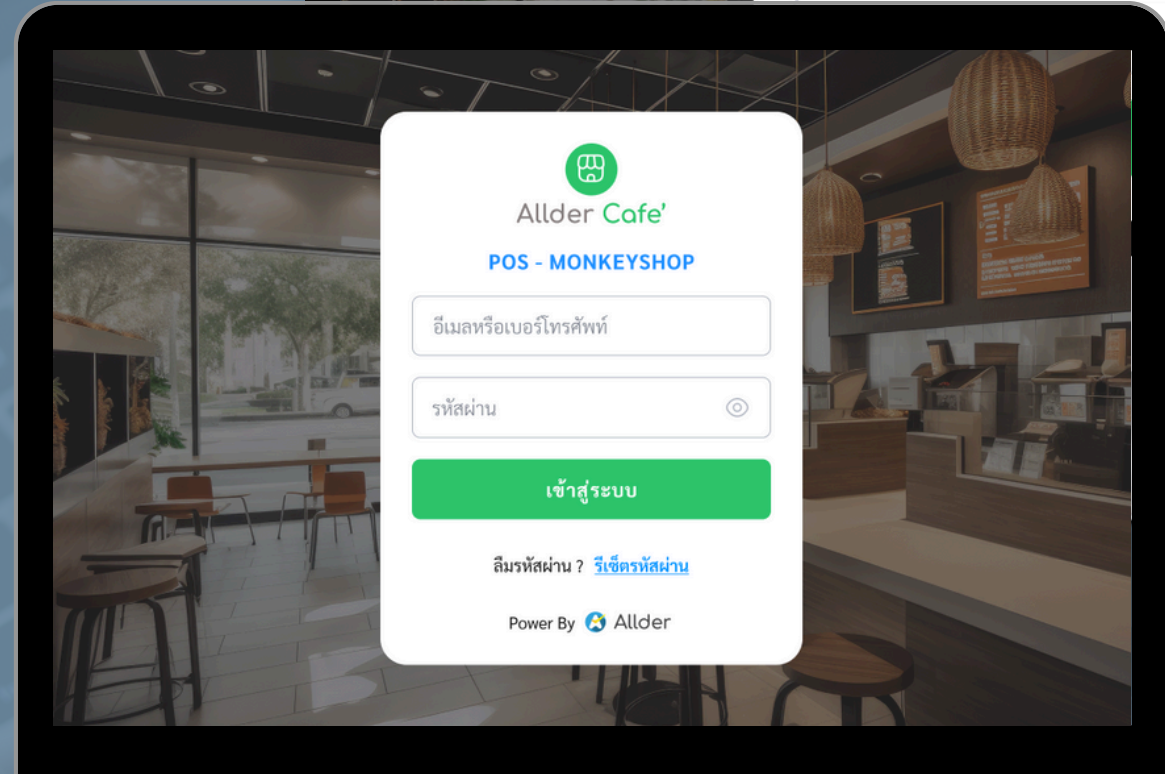 Allder Cafe’
POS - MONKEYSHOP
อีเมลหรือเบอร์โทรศัพท์
รหัสผ่าน
เข้าสู่ระบบ
ลืมรหัสผ่าน ? รีเซ็ตรหัสผ่าน
Power By Allder